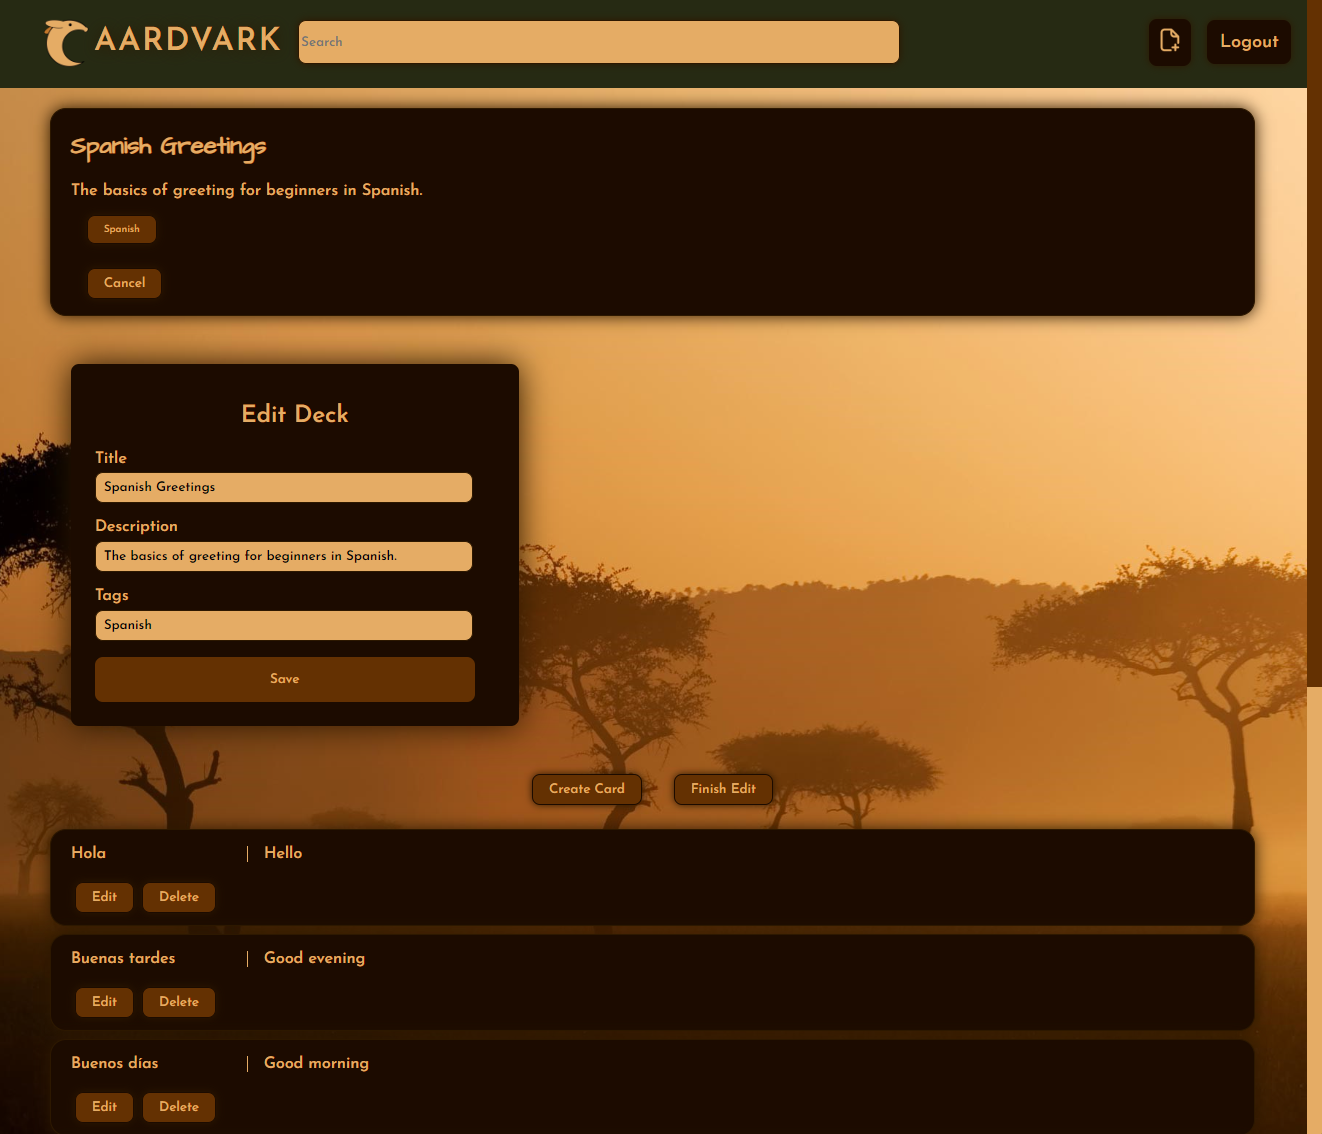 AARDVARK
Search
Logout
Spanish Greetings
The basics of greeting for beginners in Spanish.
Spanish
Cancel
Edit Deck
Title
Spanish Greetings
Description
The basics of greeting for beginners in Spanish.
Tags
Spanish
Save
Create Card Finish Edit
Hola | Hello
Edit Delete
Buenas tardes | Good evening
Edit Delete
Buenos días | Good morning
Edit Delete